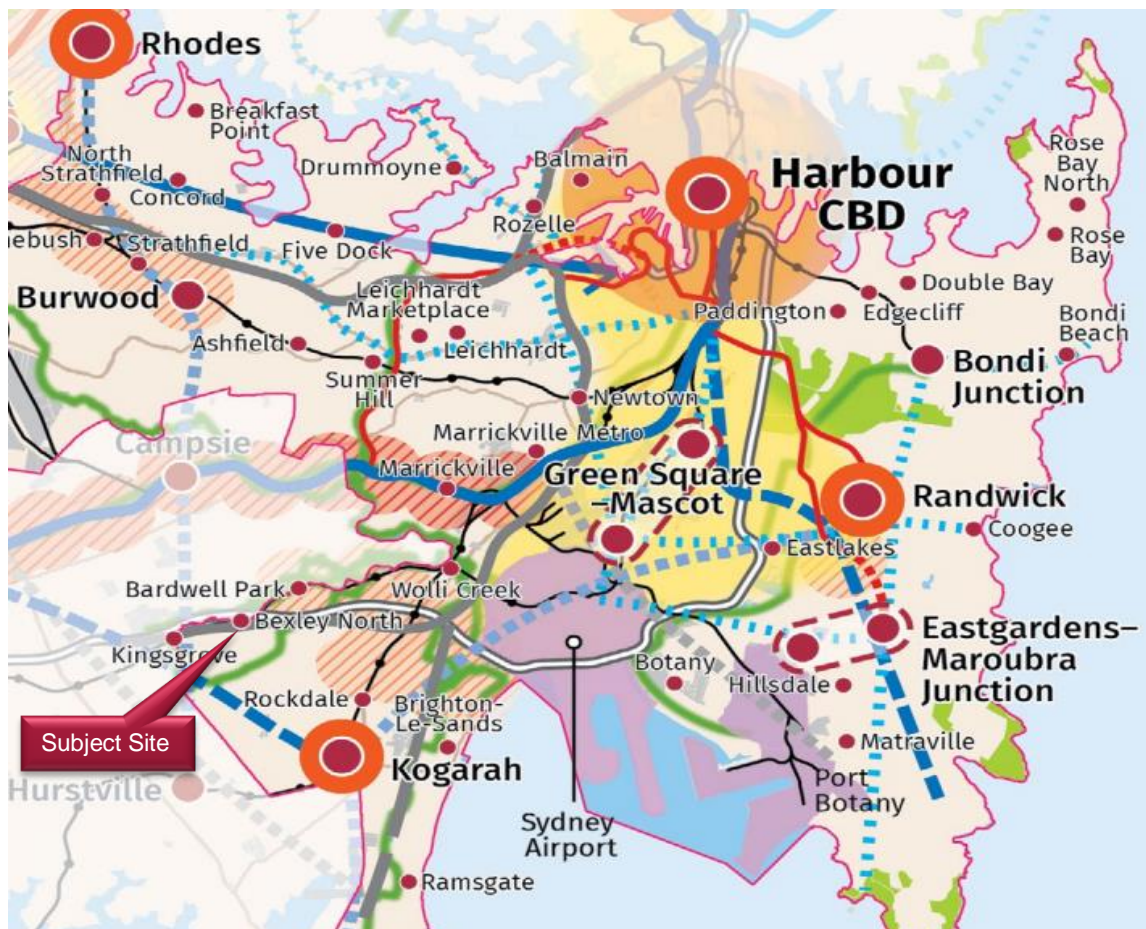 Rhodes
Breakfast
Point
North
Strathfield
Concord
Drummoyne
Balmain
Harbour
CBD
Rose
Bay
North
Rose
Bay
Rozelle
nebush
Strathfield
Five Dock
Burwood
Leichhardt
Marketplace
Leichhardt
Double Bay
Paddington
Edgecliff
Bondi
Beach
Ashfield
Summer
Hill
Newtown
Bondi
Junction
Campsie
Marrickville Metro
Marrickville
Green Square
–Mascot
Randwick
Coogee
Eastlakes
Bardwell Park
Wolli Creek
Bexley North
Kingsgrove
Eastgardens–
Maroubra
Junction
Botany
Hillsdale
Rockdale
Brighton-
Le-Sands
Subject Site
Matraville
Kogarah
Hurstville
Port
Botany
Sydney
Airport
Ramsgate